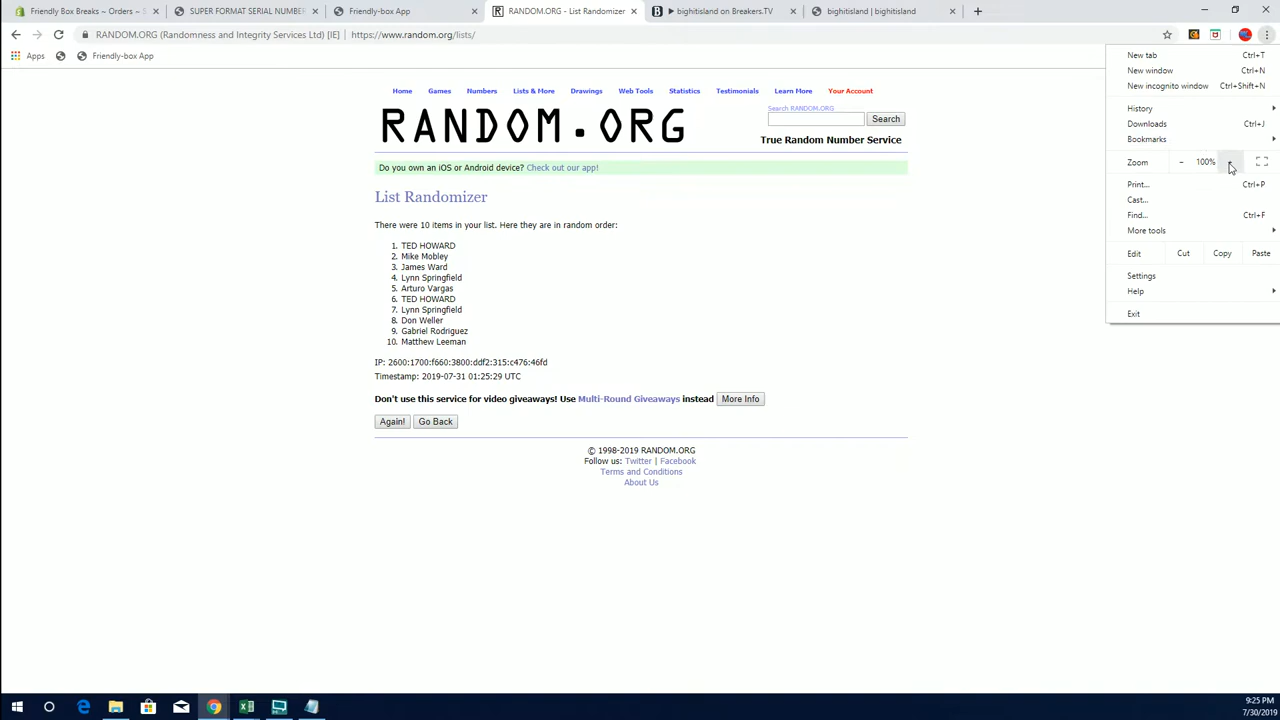 Friendly Box Breaks ~ Orders ~ S
SUPER FORMAT SERIAL NUMBER
Friendly-box App
RANDOM.ORG - List Randomizer
bighitisland on Breakers.TV
bighitisland | bighitisland
RANDOM.ORG (Randomness and Integrity Services Ltd) [IE] | https://www.random.org/lists/
Apps
Friendly-box App
New tab Ctrl+T
New window Ctrl+N
New incognito window Ctrl+Shift+N
History
Downloads Ctrl+J
Bookmarks
Zoom - 100%
Print... Ctrl+P
Cast...
Find... Ctrl+F
More tools
Edit Cut Copy Paste
Settings
Help
Exit
Home Games Numbers Lists & More Drawings Web Tools Statistics Testimonials Learn More Your Account
RANDOM.ORG
Search RANDOM.ORG
Search
True Random Number Service
Do you own an iOS or Android device? Check out our app!
List Randomizer
There were 10 items in your list. Here they are in random order:
1. TED HOWARD
2. Mike Mobley
3. James Ward
4. Lynn Springfield
5. Arturo Vargas
6. TED HOWARD
7. Lynn Springfield
8. Don Weller
9. Gabriel Rodriguez
10. Matthew Leeman
IP: 2600:1700:f660:3800:ddf2:315:c476:46fd
Timestamp: 2019-07-31 01:25:29 UTC
Don't use this service for video giveaways! Use Multi-Round Giveaways instead More Info
Again! Go Back
© 1998-2019 RANDOM.ORG
Follow us: Twitter | Facebook
Terms and Conditions
About Us
9:25 PM
7/30/2019